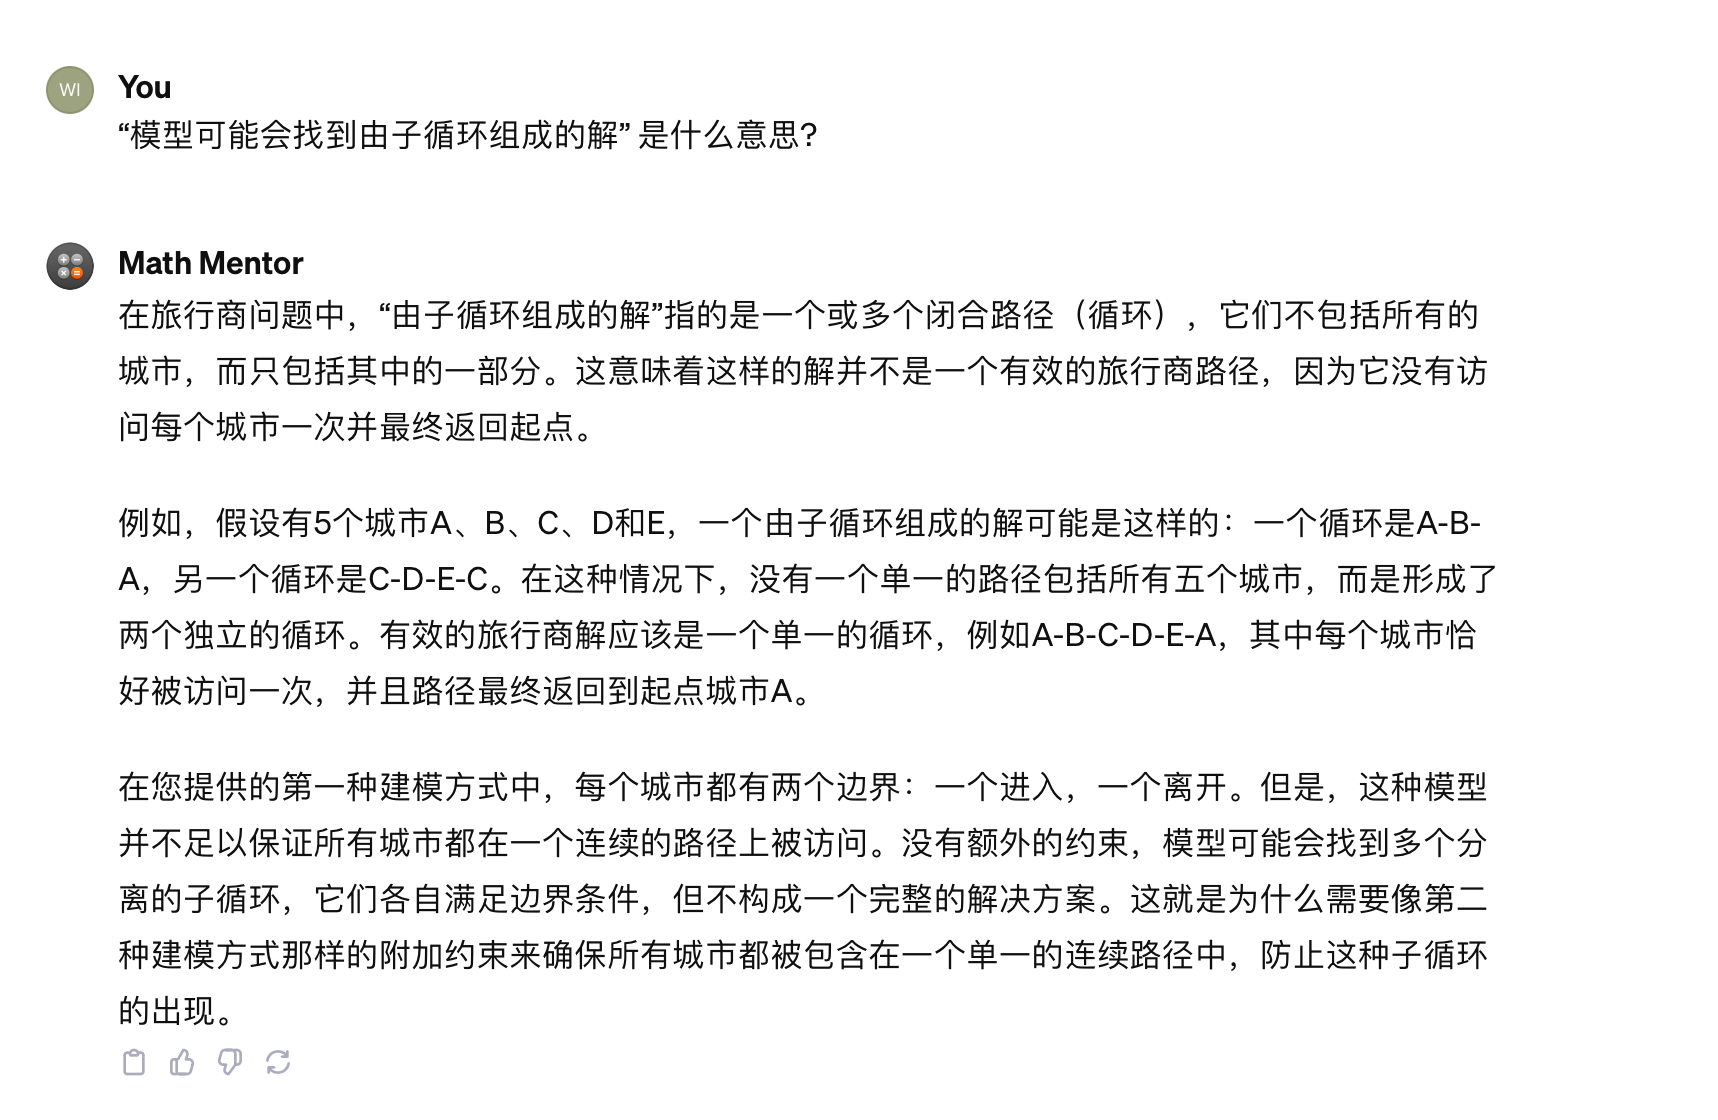 WI
You
“模型可能会找到由子循环组成的解” 是什么意思?
Math Mentor
在旅行商问题中，“由子循环组成的解”指的是一个或多个闭合路径（循环），它们不包括所有的
城市，而只包括其中的一部分。这意味着这样的解并不是一个有效的旅行商路径，因为它没有访
问每个城市一次并最终返回起点。
例如，假设有5个城市A、B、C、D和E，一个由子循环组成的解可能是这样的：一个循环是A-B-
A，另一个循环是C-D-E-C。在这种情况下，没有一个单一的路径包括所有五个城市，而是形成了
两个独立的循环。有效的旅行商解应该是一个单一的循环，例如A-B-C-D-E-A，其中每个城市恰
好被访问一次，并且路径最终返回到起点城市A。
在您提供的第一种建模方式中，每个城市都有两个边界：一个进入，一个离开。但是，这种模型
并不足以保证所有城市都在一个连续的路径上被访问。没有额外的约束，模型可能会找到多个分
离的子循环，它们各自满足边界条件，但不构成一个完整的解决方案。这就是为什么需要像第二
种建模方式那样的附加约束来确保所有城市都被包含在一个单一的连续路径中，防止这种子循环
的出现。